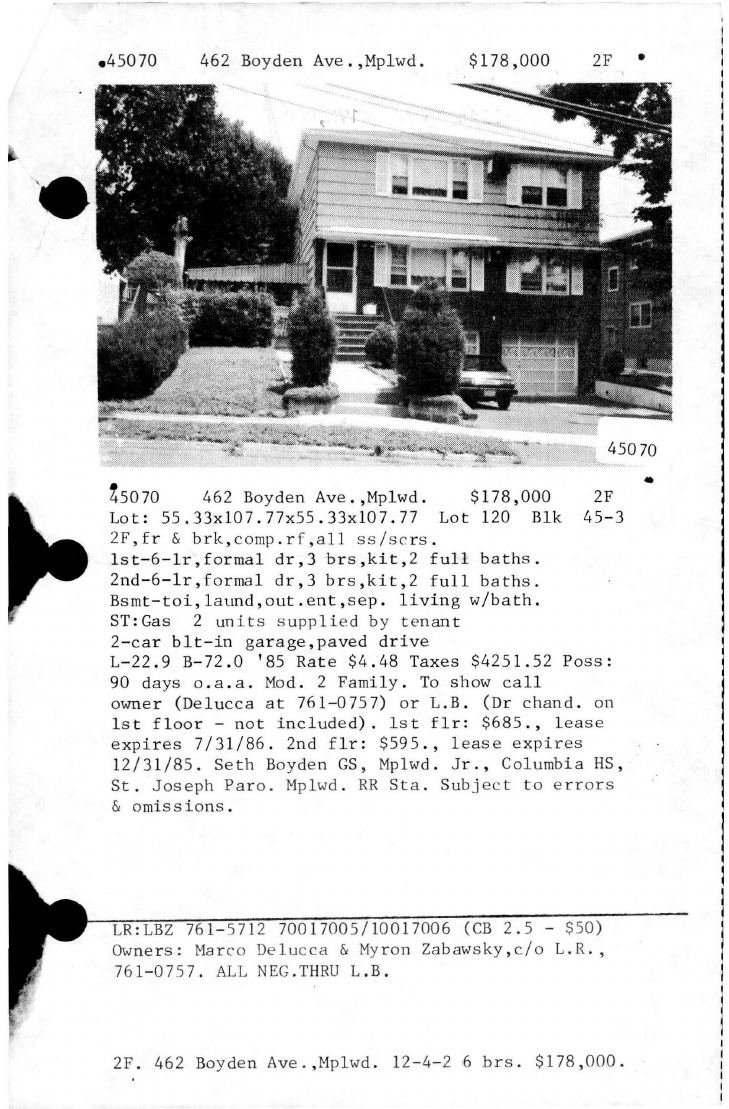 45070 462 Boyden Ave.,Mplwd. $178,000 2F
45070
45070 462 Boyden Ave.,Mplwd. $178,000 2F
Lot: 55.33x107.77x55.33x107.77 Lot 120 Blk 45-3
2F,fr & brk,comp.rf,all ss/scrs.
1st-6-lr,formal dr,3 brs,kit,2 full baths.
2nd-6-lr,formal dr,3 brs,kit,2 full baths.
Bsmt-toi,laund,out.ent,sep. living w/bath.
ST:Gas 2 units supplied by tenant
2-car blt-in garage,paved drive
L-22.9 B-72.0 '85 Rate $4.48 Taxes $4251.52 Poss:
90 days o.a.a. Mod. 2 Family. To show call
owner (Delucca at 761-0757) or L.B. (Dr chand. on
1st floor - not included). 1st flr: $685., lease
expires 7/31/86. 2nd flr: $595., lease expires
12/31/85. Seth Boyden GS, Mplwd. Jr., Columbia HS,
St. Joseph Paro. Mplwd. RR Sta. Subject to errors
& omissions.
LR:LBZ 761-5712 70017005/10017006 (CB 2.5 - $50)
Owners: Marco Delucca & Myron Zabawsky,c/o L.R.,
761-0757. ALL NEG.THRU L.B.
2F. 462 Boyden Ave.,Mplwd. 12-4-2 6 brs. $178,000.